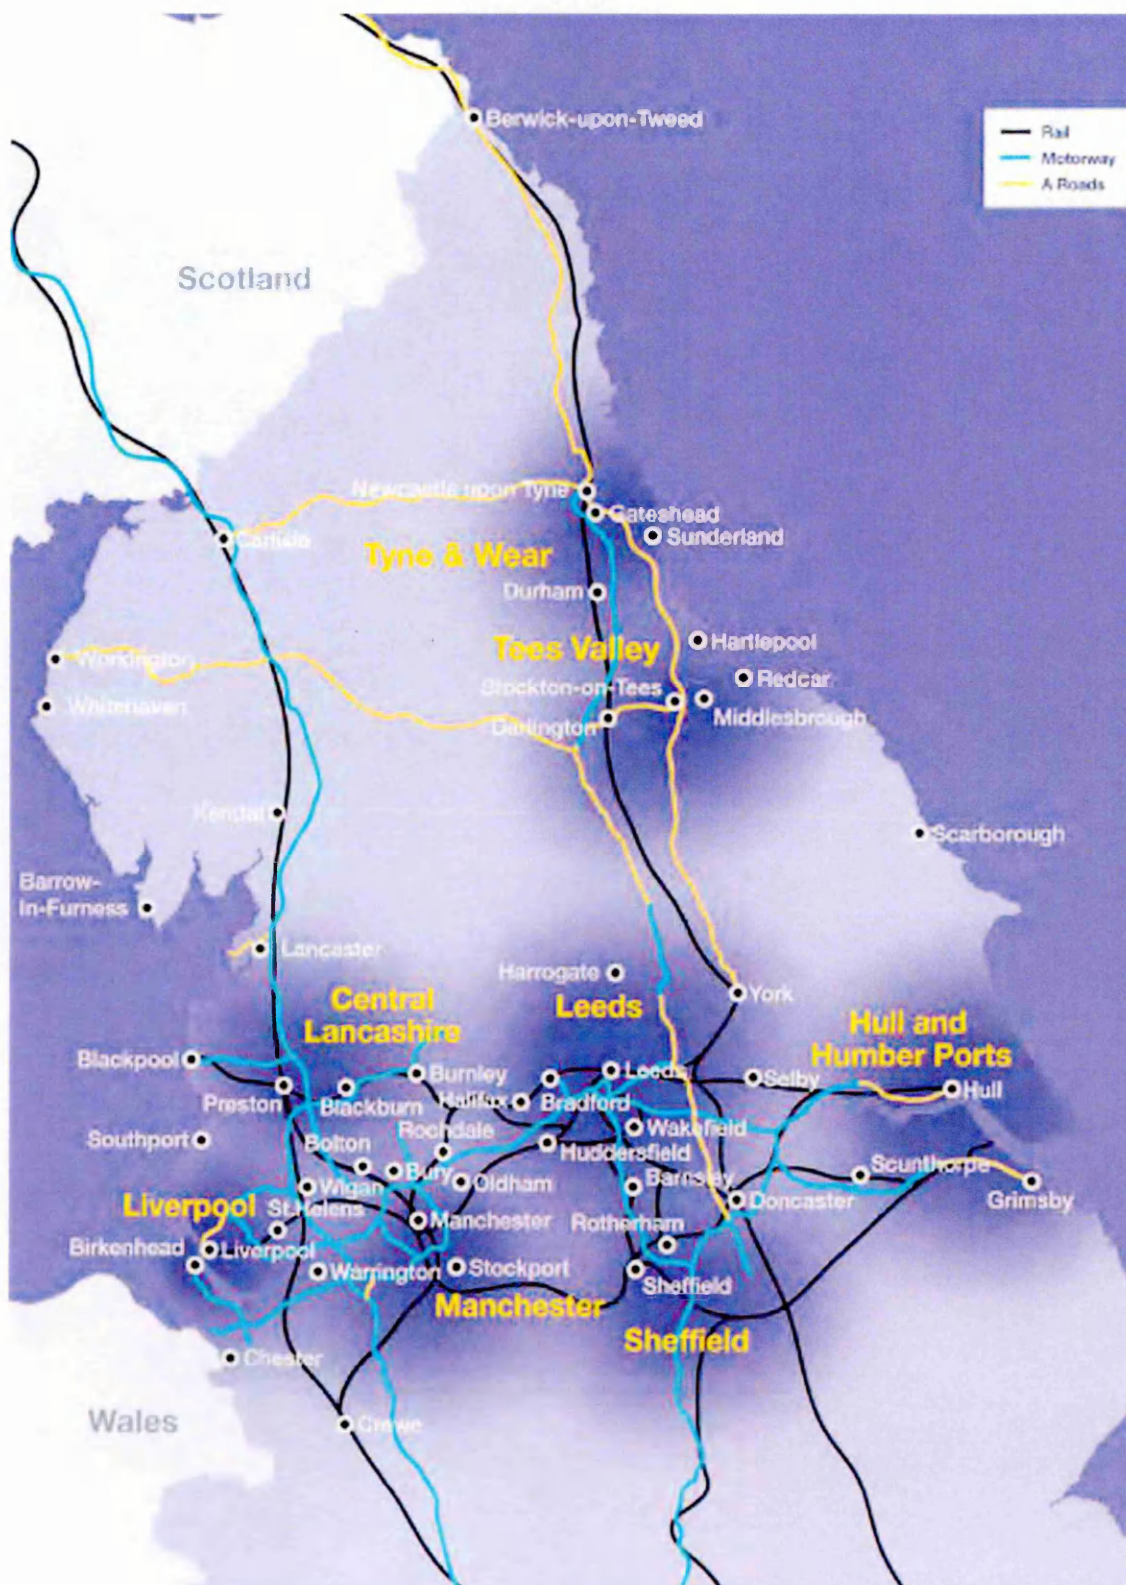 Berwick-upon-Tweed
Rail
Motorway
A Roads
Scotland
Newcastle upon Tyne
Gateshead
Sunderland
Carlisle
Tyne & Wear
Durham
Tees Valley
Hartlepool
Workington
Redcar
Stockton-on-Tees
Whitehaven
Middlesbrough
Darlington
Kendal
Scarborough
Barrow-
In-Furness
Lancaster
Harrogate
York
Central
Lancashire
Leeds
Hull and
Humber Ports
Blackpool
Burnley
Leeds
Selby
Hull
Preston
Blackburn
Halifax
Bradford
Southport
Rochdale
Wakefield
Bolton
Huddersfield
Bury
Scunthorpe
Wigan
Oldham
Barnsley
Grimsby
Liverpool
St Helens
Doncaster
Manchester
Rotherham
Birkenhead
Liverpool
Warrington
Stockport
Sheffield
Manchester
Sheffield
Chester
Wales
Crewe